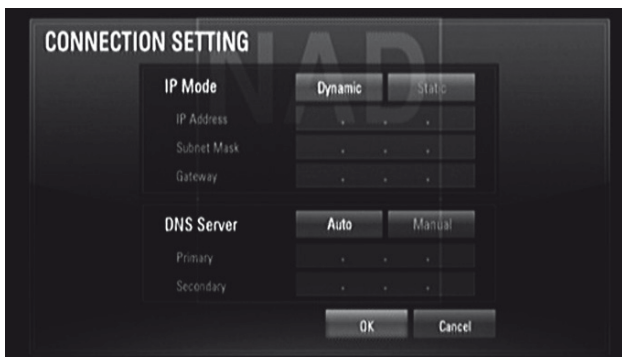 CONNECTION SETTING
NAD
IP Mode Dynamic Static
IP Address . . .
Subnet Mask . . .
Gateway . . .
DNS Server Auto Manual
Primary . . .
Secondary . . .
OK Cancel